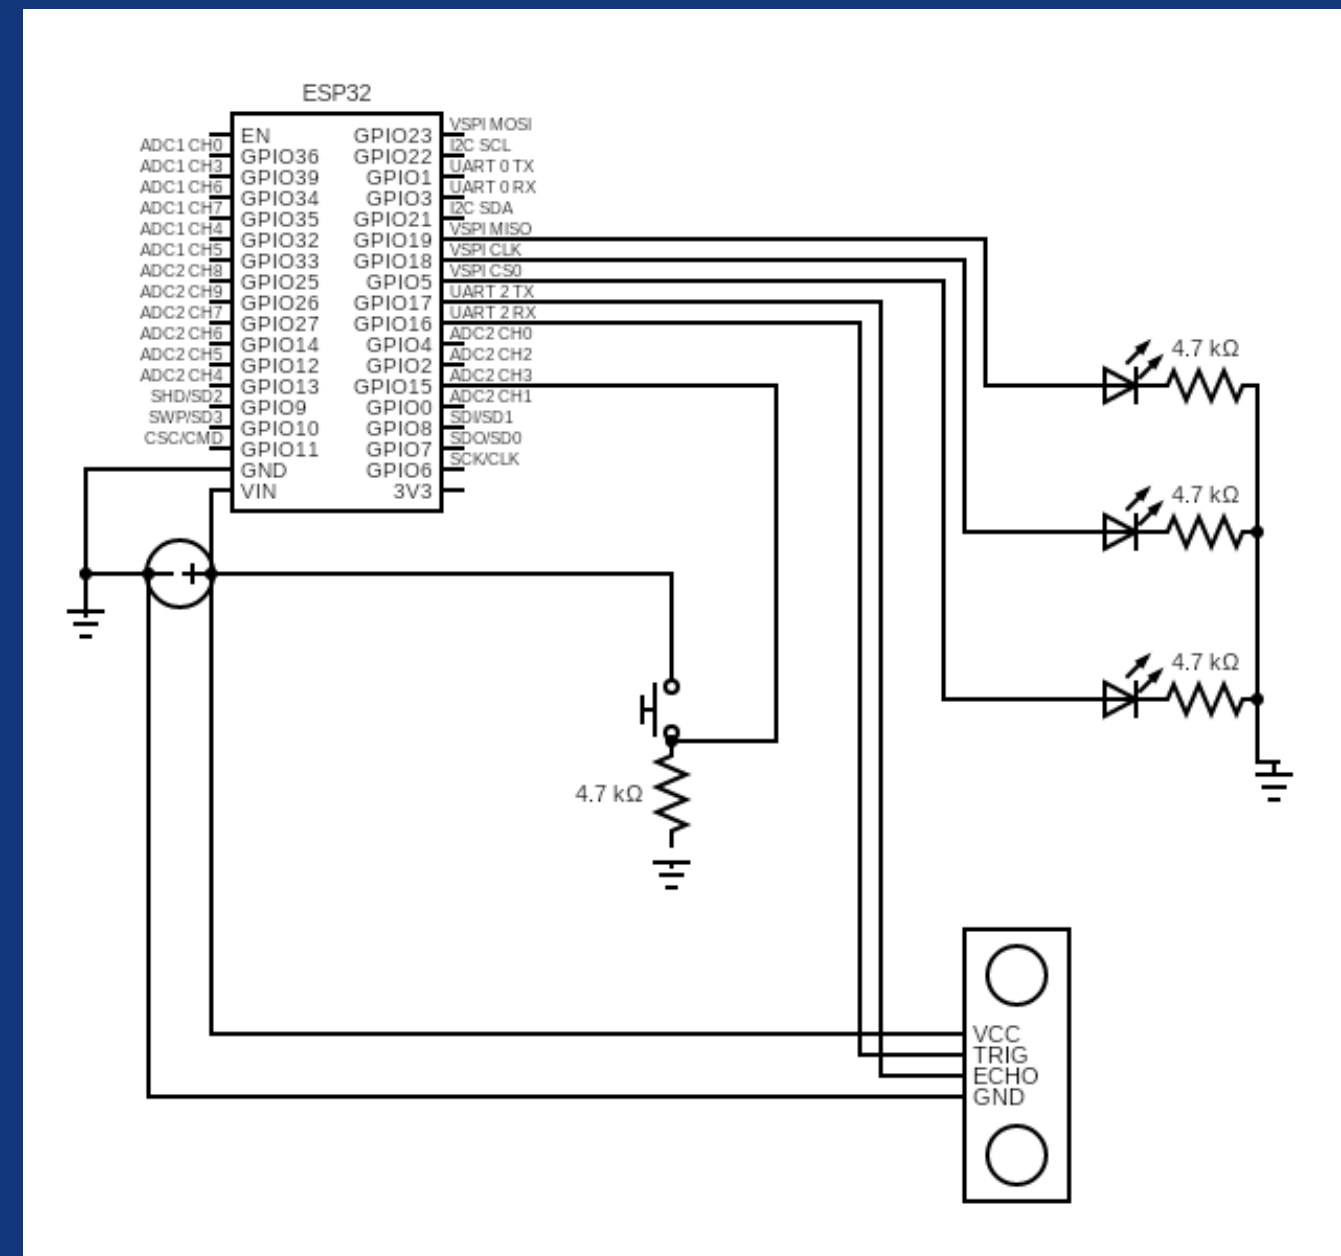 ESP32
VSPI MOSI
EN GPIO23
ADC1 CH0 I2C SCL
GPIO36 GPIO22
ADC1 CH3 UART 0 TX
GPIO39 GPIO1
ADC1 CH6 UART 0 RX
GPIO34 GPIO3
ADC1 CH7 I2C SDA
GPIO35 GPIO21
ADC1 CH4 VSPI MISO
GPIO32 GPIO19
ADC1 CH5 VSPI CLK
GPIO33 GPIO18
ADC2 CH8 VSPI CS0
GPIO25 GPIO5
ADC2 CH9 UART 2 TX
GPIO26 GPIO17
ADC2 CH7 UART 2 RX
GPIO27 GPIO16
ADC2 CH6 ADC2 CH0
GPIO14 GPIO4
ADC2 CH5 ADC2 CH2
GPIO12 GPIO2
ADC2 CH4 ADC2 CH3
GPIO13 GPIO15
SHD/SD2 ADC2 CH1
GPIO9 GPIO0
SWP/SD3 SDI/SD1
GPIO10 GPIO8
CSC/CMD SDO/SD0
GPIO11 GPIO7
SCK/CLK
GND GPIO6
VIN 3V3
4.7 kΩ
4.7 kΩ
4.7 kΩ
4.7 kΩ
VCC
TRIG
ECHO
GND